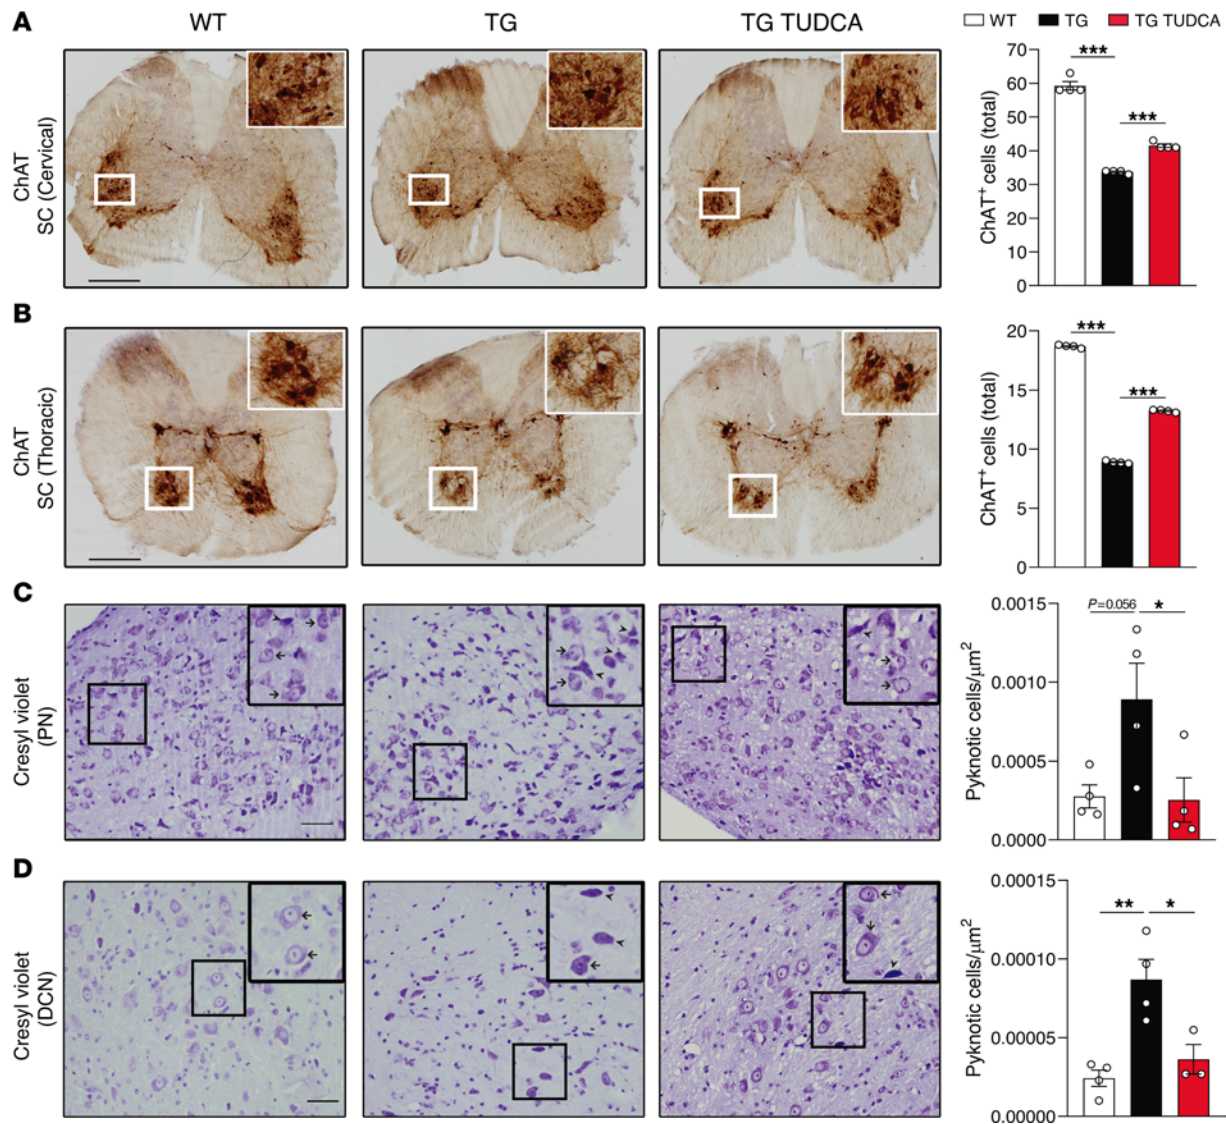 A
WT
TG
TG TUDCA
WT TG TG TUDCA
ChAT
SC (Cervical)
ChAT⁺ cells (total)
70
60
50
40
30
20
10
0
***
***
B
ChAT
SC (Thoracic)
ChAT⁺ cells (total)
20
15
10
5
0
***
***
C
Cresyl violet
(PN)
Pyknotic cells/µm²
0.0015
0.0010
0.0005
0.0000
P=0.056
*
D
Cresyl violet
(DCN)
Pyknotic cells/µm²
0.00015
0.00010
0.00005
0.00000
**
*